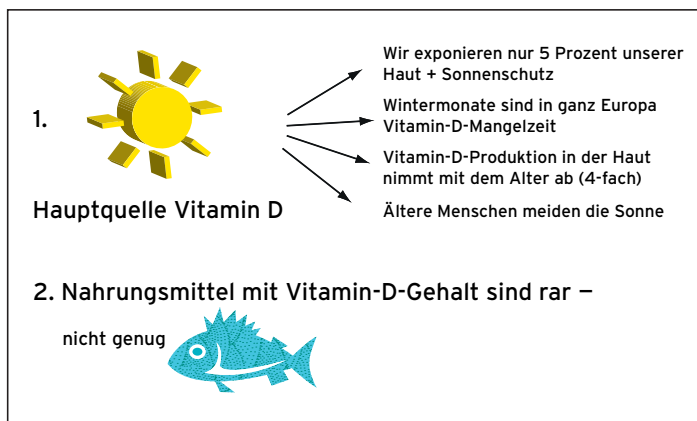 Wir exponieren nur 5 Prozent unserer
Haut + Sonnenschutz
1.
Wintermonate sind in ganz Europa
Vitamin-D-Mangelzeit
Vitamin-D-Produktion in der Haut
nimmt mit dem Alter ab (4-fach)
Hauptquelle Vitamin D
Ältere Menschen meiden die Sonne
2. Nahrungsmittel mit Vitamin-D-Gehalt sind rar –
nicht genug